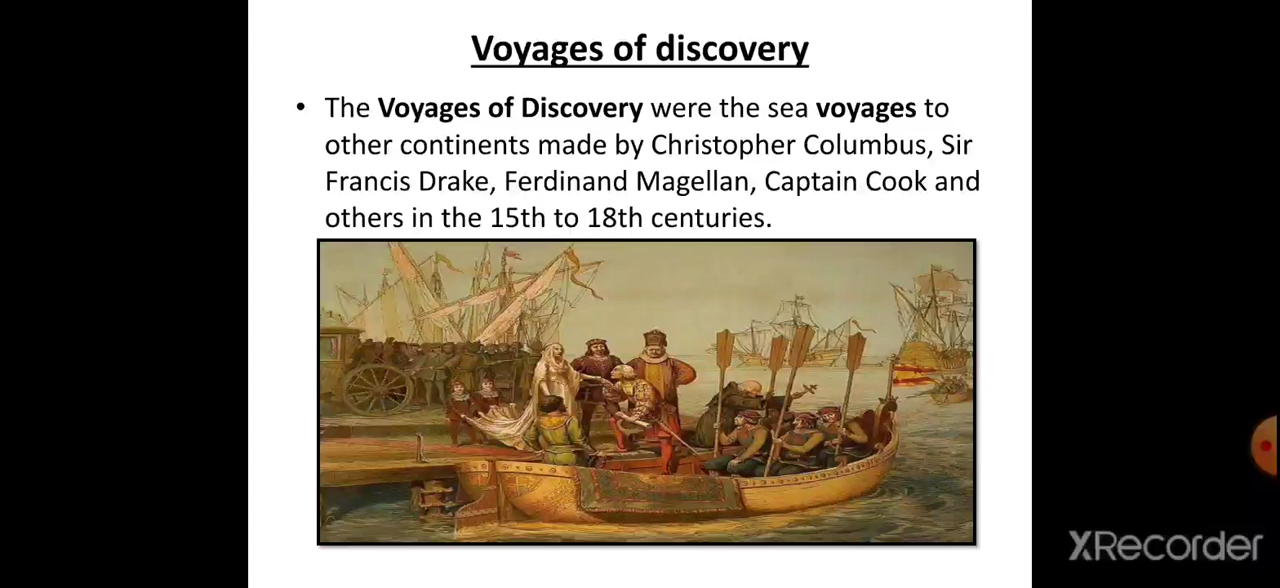 Voyages of discovery
• The Voyages of Discovery were the sea voyages to
other continents made by Christopher Columbus, Sir
Francis Drake, Ferdinand Magellan, Captain Cook and
others in the 15th to 18th centuries.
XRecorder